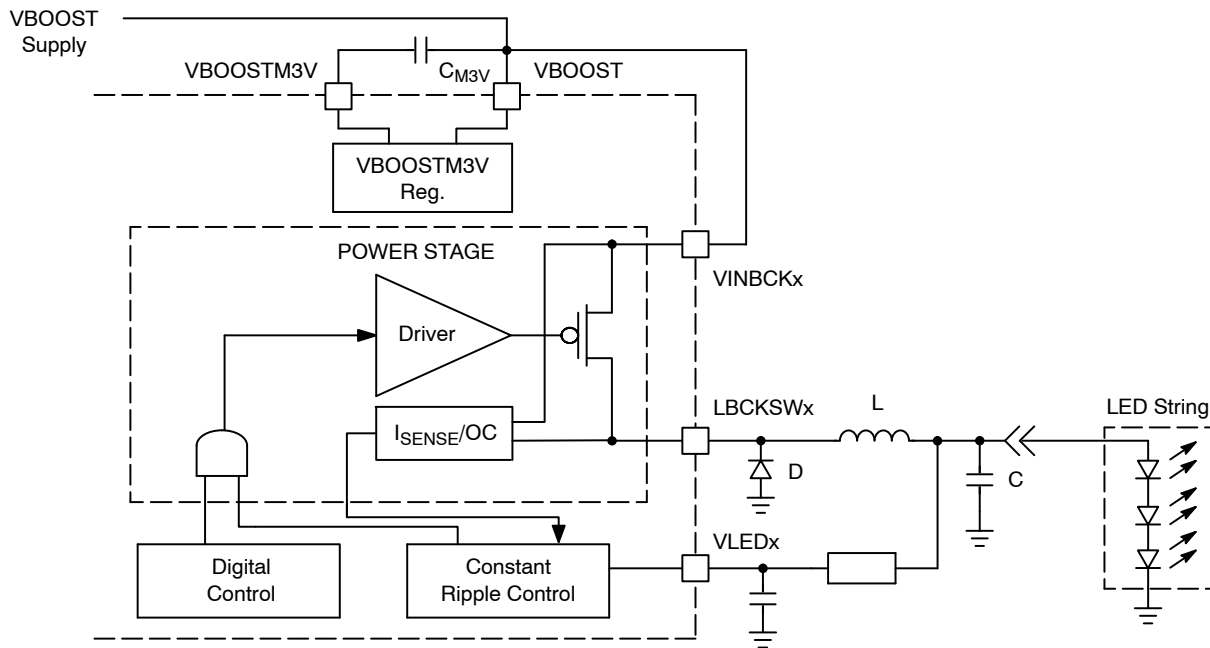 VBOOST
Supply
VBOOSTM3V
CM3V
VBOOST
VBOOSTM3V
Reg.
POWER STAGE
VINBCKx
Driver
LBCKSWx
L
LED String
ISENSE/OC
D
C
VLEDx
Digital
Control
Constant
Ripple Control